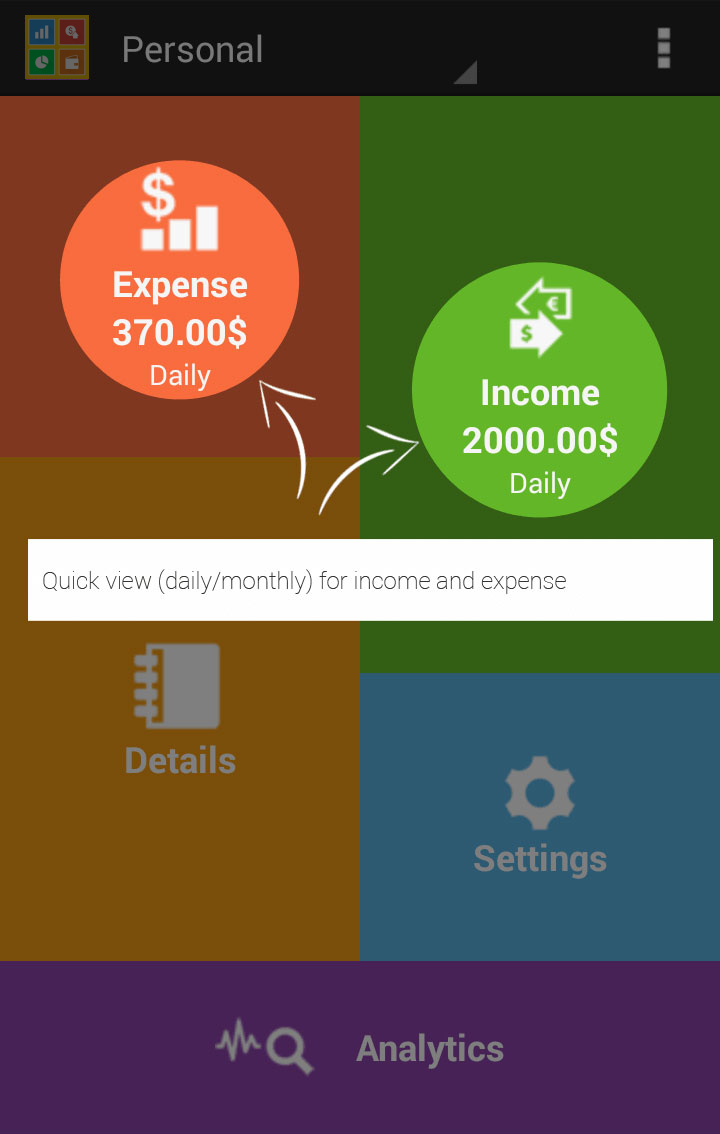 Personal
Expense
370.00$
Daily
Income
2000.00$
Daily
Quick view (daily/monthly) for income and expense
Details
Settings
Analytics